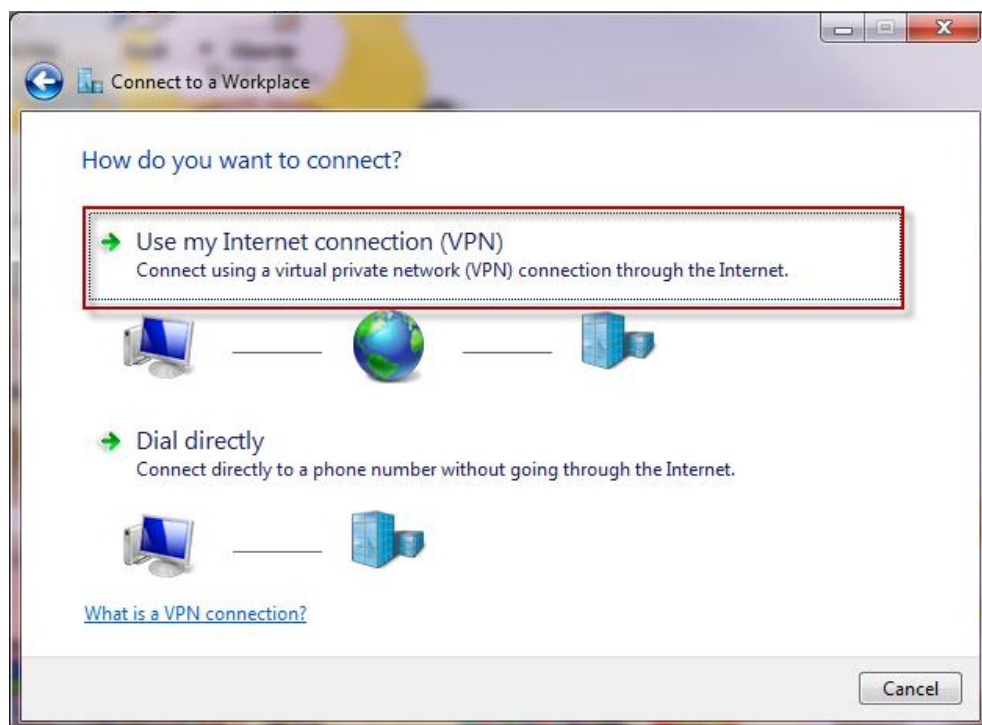 Connect to a Workplace
How do you want to connect?
Use my Internet connection (VPN)
Connect using a virtual private network (VPN) connection through the Internet.
Dial directly
Connect directly to a phone number without going through the Internet.
What is a VPN connection?
Cancel